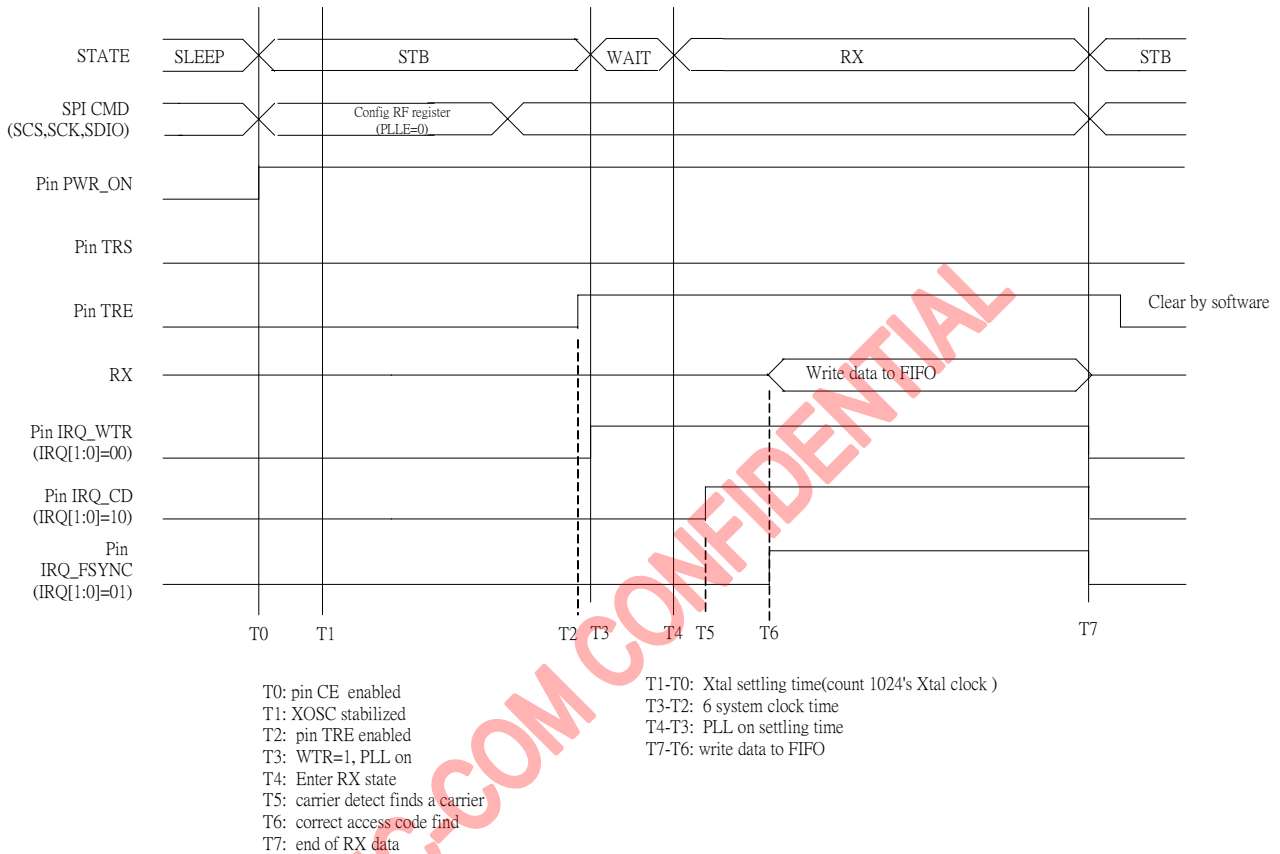 STATE SLEEP STB WAIT RX STB
SPI CMD
(SCS,SCK,SDIO)
Config RF register
(PLLE=0)
Pin PWR_ON
Pin TRS
Pin TRE
Clear by software
RX
Write data to FIFO
Pin IRQ_WTR
(IRQ[1:0]=00)
Pin IRQ_CD
(IRQ[1:0]=10)
Pin
IRQ_FSYNC
(IRQ[1:0]=01)
T0 T1 T2 T3 T4 T5 T6 T7
T0: pin CE enabled
T1: XOSC stabilized
T2: pin TRE enabled
T3: WTR=1, PLL on
T4: Enter RX state
T5: carrier detect finds a carrier
T6: correct access code find
T7: end of RX data
T1-T0: Xtal settling time(count 1024's Xtal clock )
T3-T2: 6 system clock time
T4-T3: PLL on settling time
T7-T6: write data to FIFO
C-COM CONFIDENTIAL